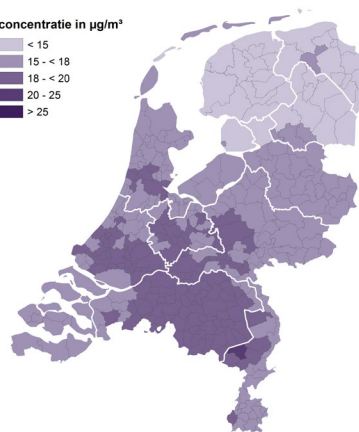 concentratie in µg/m³
< 15
15 - < 18
18 - < 20
20 - 25
> 25